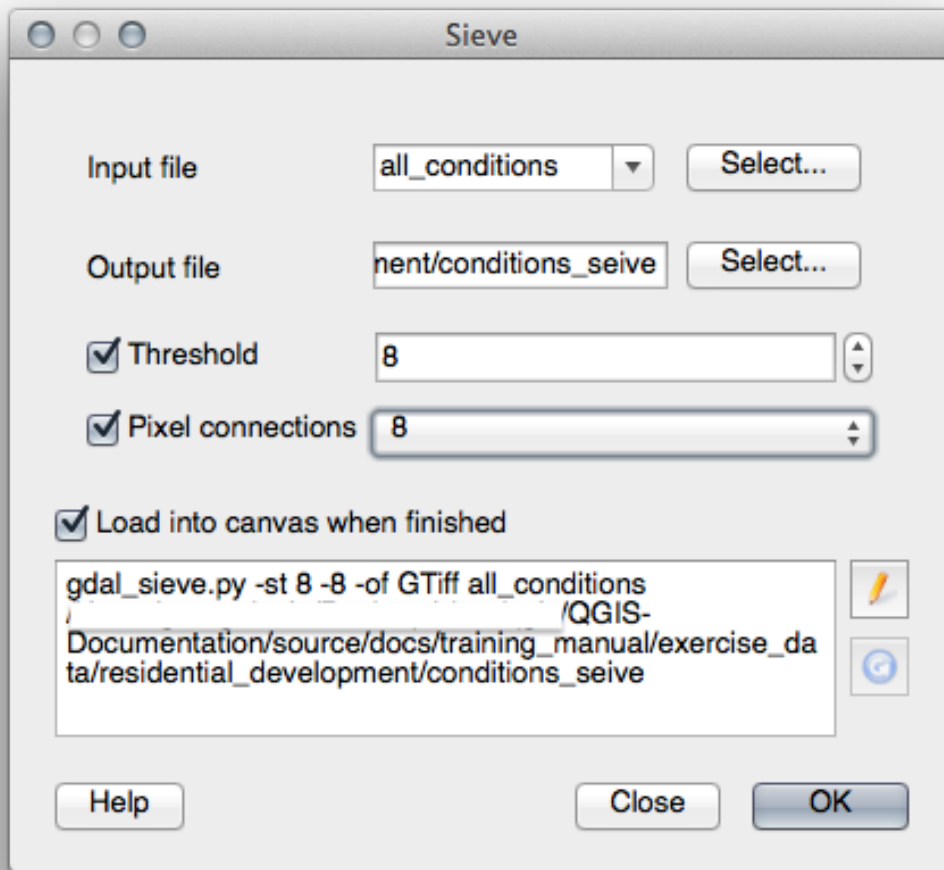 Sieve
Input file all_conditions Select...
Output file nent/conditions_seive Select...
Threshold 8
Pixel connections 8
Load into canvas when finished
gdal_sieve.py -st 8 -8 -of GTiff all_conditions
/QGIS-
Documentation/source/docs/training_manual/exercise_da
ta/residential_development/conditions_seive
Help Close OK